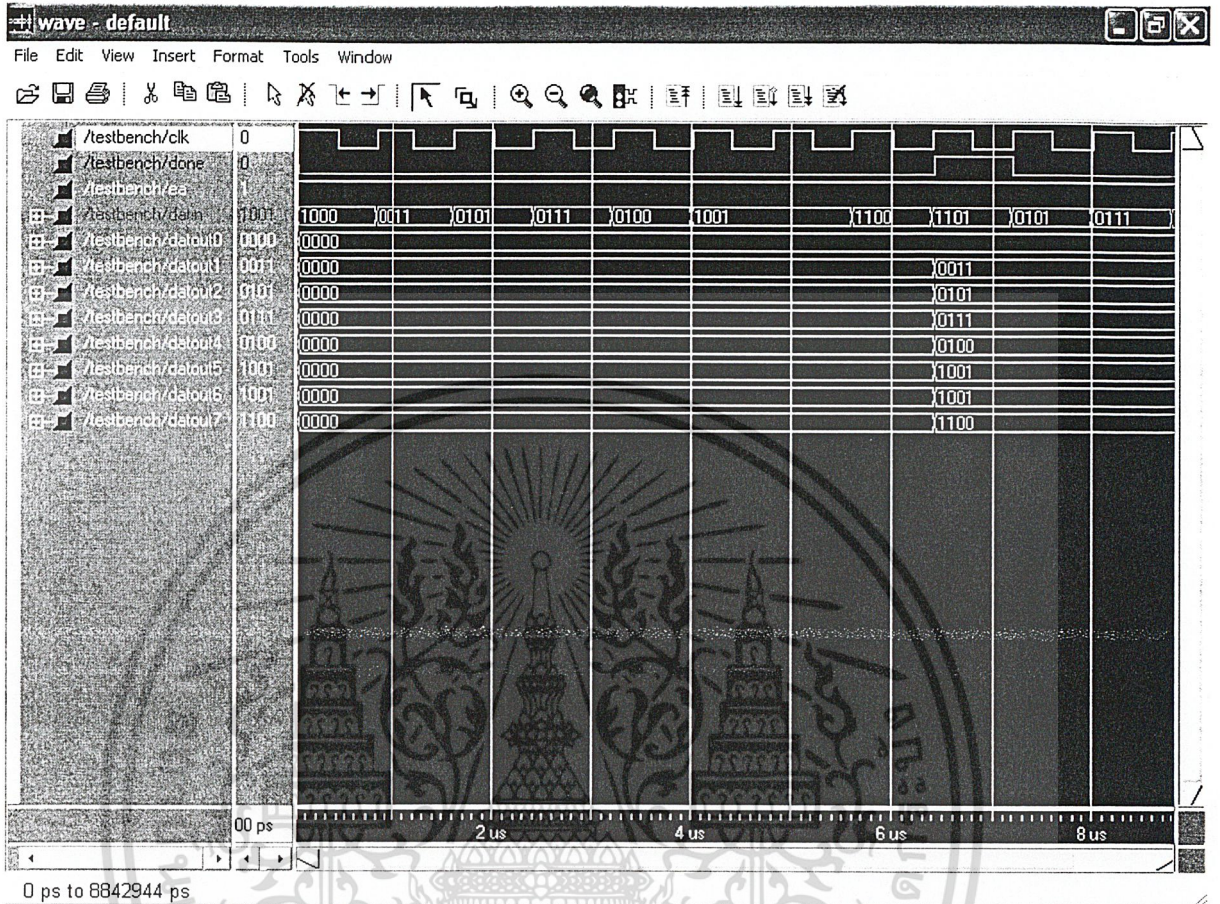 wave - default
File Edit View Insert Format Tools Window
/testbench/clk 0
/testbench/done 0
/testbench/ea 1
/testbench/datin 1001 1000 0011 0101 0111 0100 1001 1100 1101 0101 0111
/testbench/datout0 0000 0000
/testbench/datout1 0011 0000 0011
/testbench/datout2 0101 0000 0101
/testbench/datout3 0111 0000 0111
/testbench/datout4 0100 0000 0100
/testbench/datout5 1001 0000 1001
/testbench/datout6 1001 0000 1001
/testbench/datout7 1100 0000 1100
00 ps 2 us 4 us 6 us 8 us
0 ps to 8842944 ps